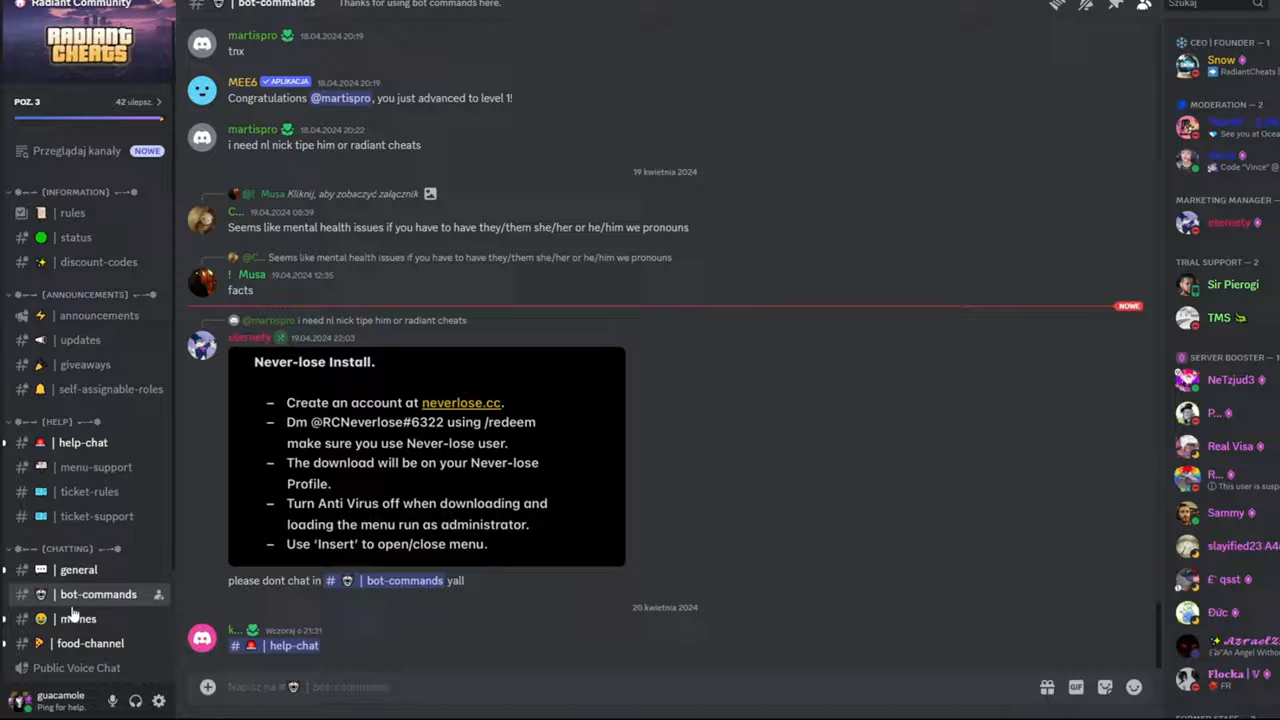 Radiant Community
RADIANT
CHEATS
POZ. 3
42 ulepsz.
Przeglądaj kanały
NOWE
[INFORMATION]
| rules
| status
| discount-codes
[ANNOUNCEMENTS]
| announcements
| updates
| giveaways
| self-assignable-roles
[HELP]
| help-chat
| menu-support
| ticket-rules
| ticket-support
[CHATTING]
| general
| bot-commands
| memes
| food-channel
Public Voice Chat
guacamole
Ping for help.
# | bot-commands Thanks for using bot commands here.
martispro 18.04.2024 20:19
tnx
MEE6 ✓ APLIKACJA 18.04.2024 20:19
Congratulations @martispro, you just advanced to level 1!
martispro 18.04.2024 20:22
i need nl nick tipe him or radiant cheats
19 kwietnia 2024
@! Musa Kliknij, aby zobaczyć załącznik
C... 19.04.2024 08:39
Seems like mental health issues if you have to have they/them she/her or he/him we pronouns
@C... Seems like mental health issues if you have to have they/them she/her or he/him we pronouns
! Musa 19.04.2024 12:35
facts
NOWE
@martispro i need nl nick tipe him or radiant cheats
eternety 19.04.2024 22:03
Never-lose Install.
– Create an account at neverlose.cc.
– Dm @RCNeverlose#6322 using /redeem
make sure you use Never-lose user.
– The download will be on your Never-lose
Profile.
– Turn Anti Virus off when downloading and
loading the menu run as administrator.
– Use ‘Insert’ to open/close menu.
please dont chat in # | bot-commands yall
20 kwietnia 2024
k... Wczoraj o 21:31
# | help-chat
Napisz na # | bot-commands
GIF
Szukaj
CEO | FOUNDER — 1
Snow
RadiantCheats |
MODERATION — 2
See you at Ocea
Code "Vince" @
MARKETING MANAGER —
eternety
TRIAL SUPPORT — 2
Sir Pierogi
TMS
SERVER BOOSTER — 1
NeTzjud3
P...
Real Visa
R...
This user is susp
Sammy
slayified23 A4
£¨ qsst
Đức
Azrael
"An Angel Witho
Flocka | V
FR
FORMER STAFF —